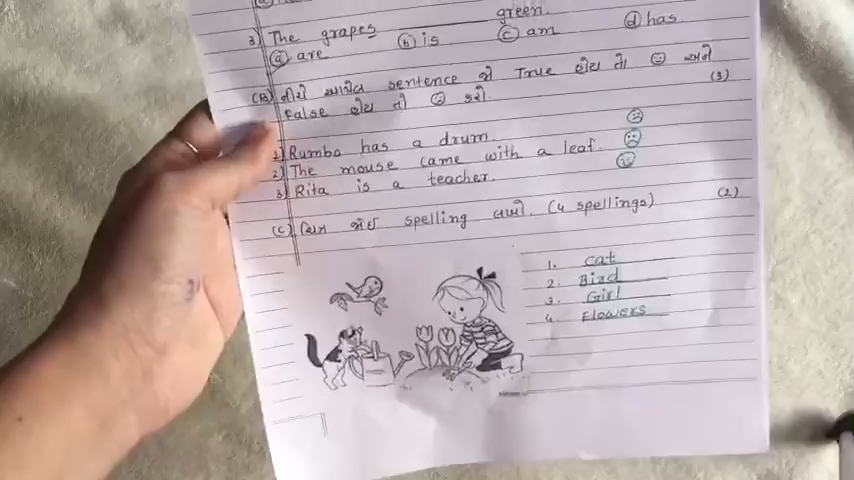 3) The grapes ______ green.
(a) are (b) is (c) am (d) has
(B) નીચે આપેલ sentence જો True હોય તો ☺ અને
False હોય તો ☹ કરો. (3)
1) Rumba has a drum. ☹
2) The mouse came with a leaf. ☹
3) Rita is a teacher. ☺
(C) ચિત્ર જોઈ spelling લખો. (4 spellings) (2)
1. Cat
2. Bird
3. Girl
4. Flowers